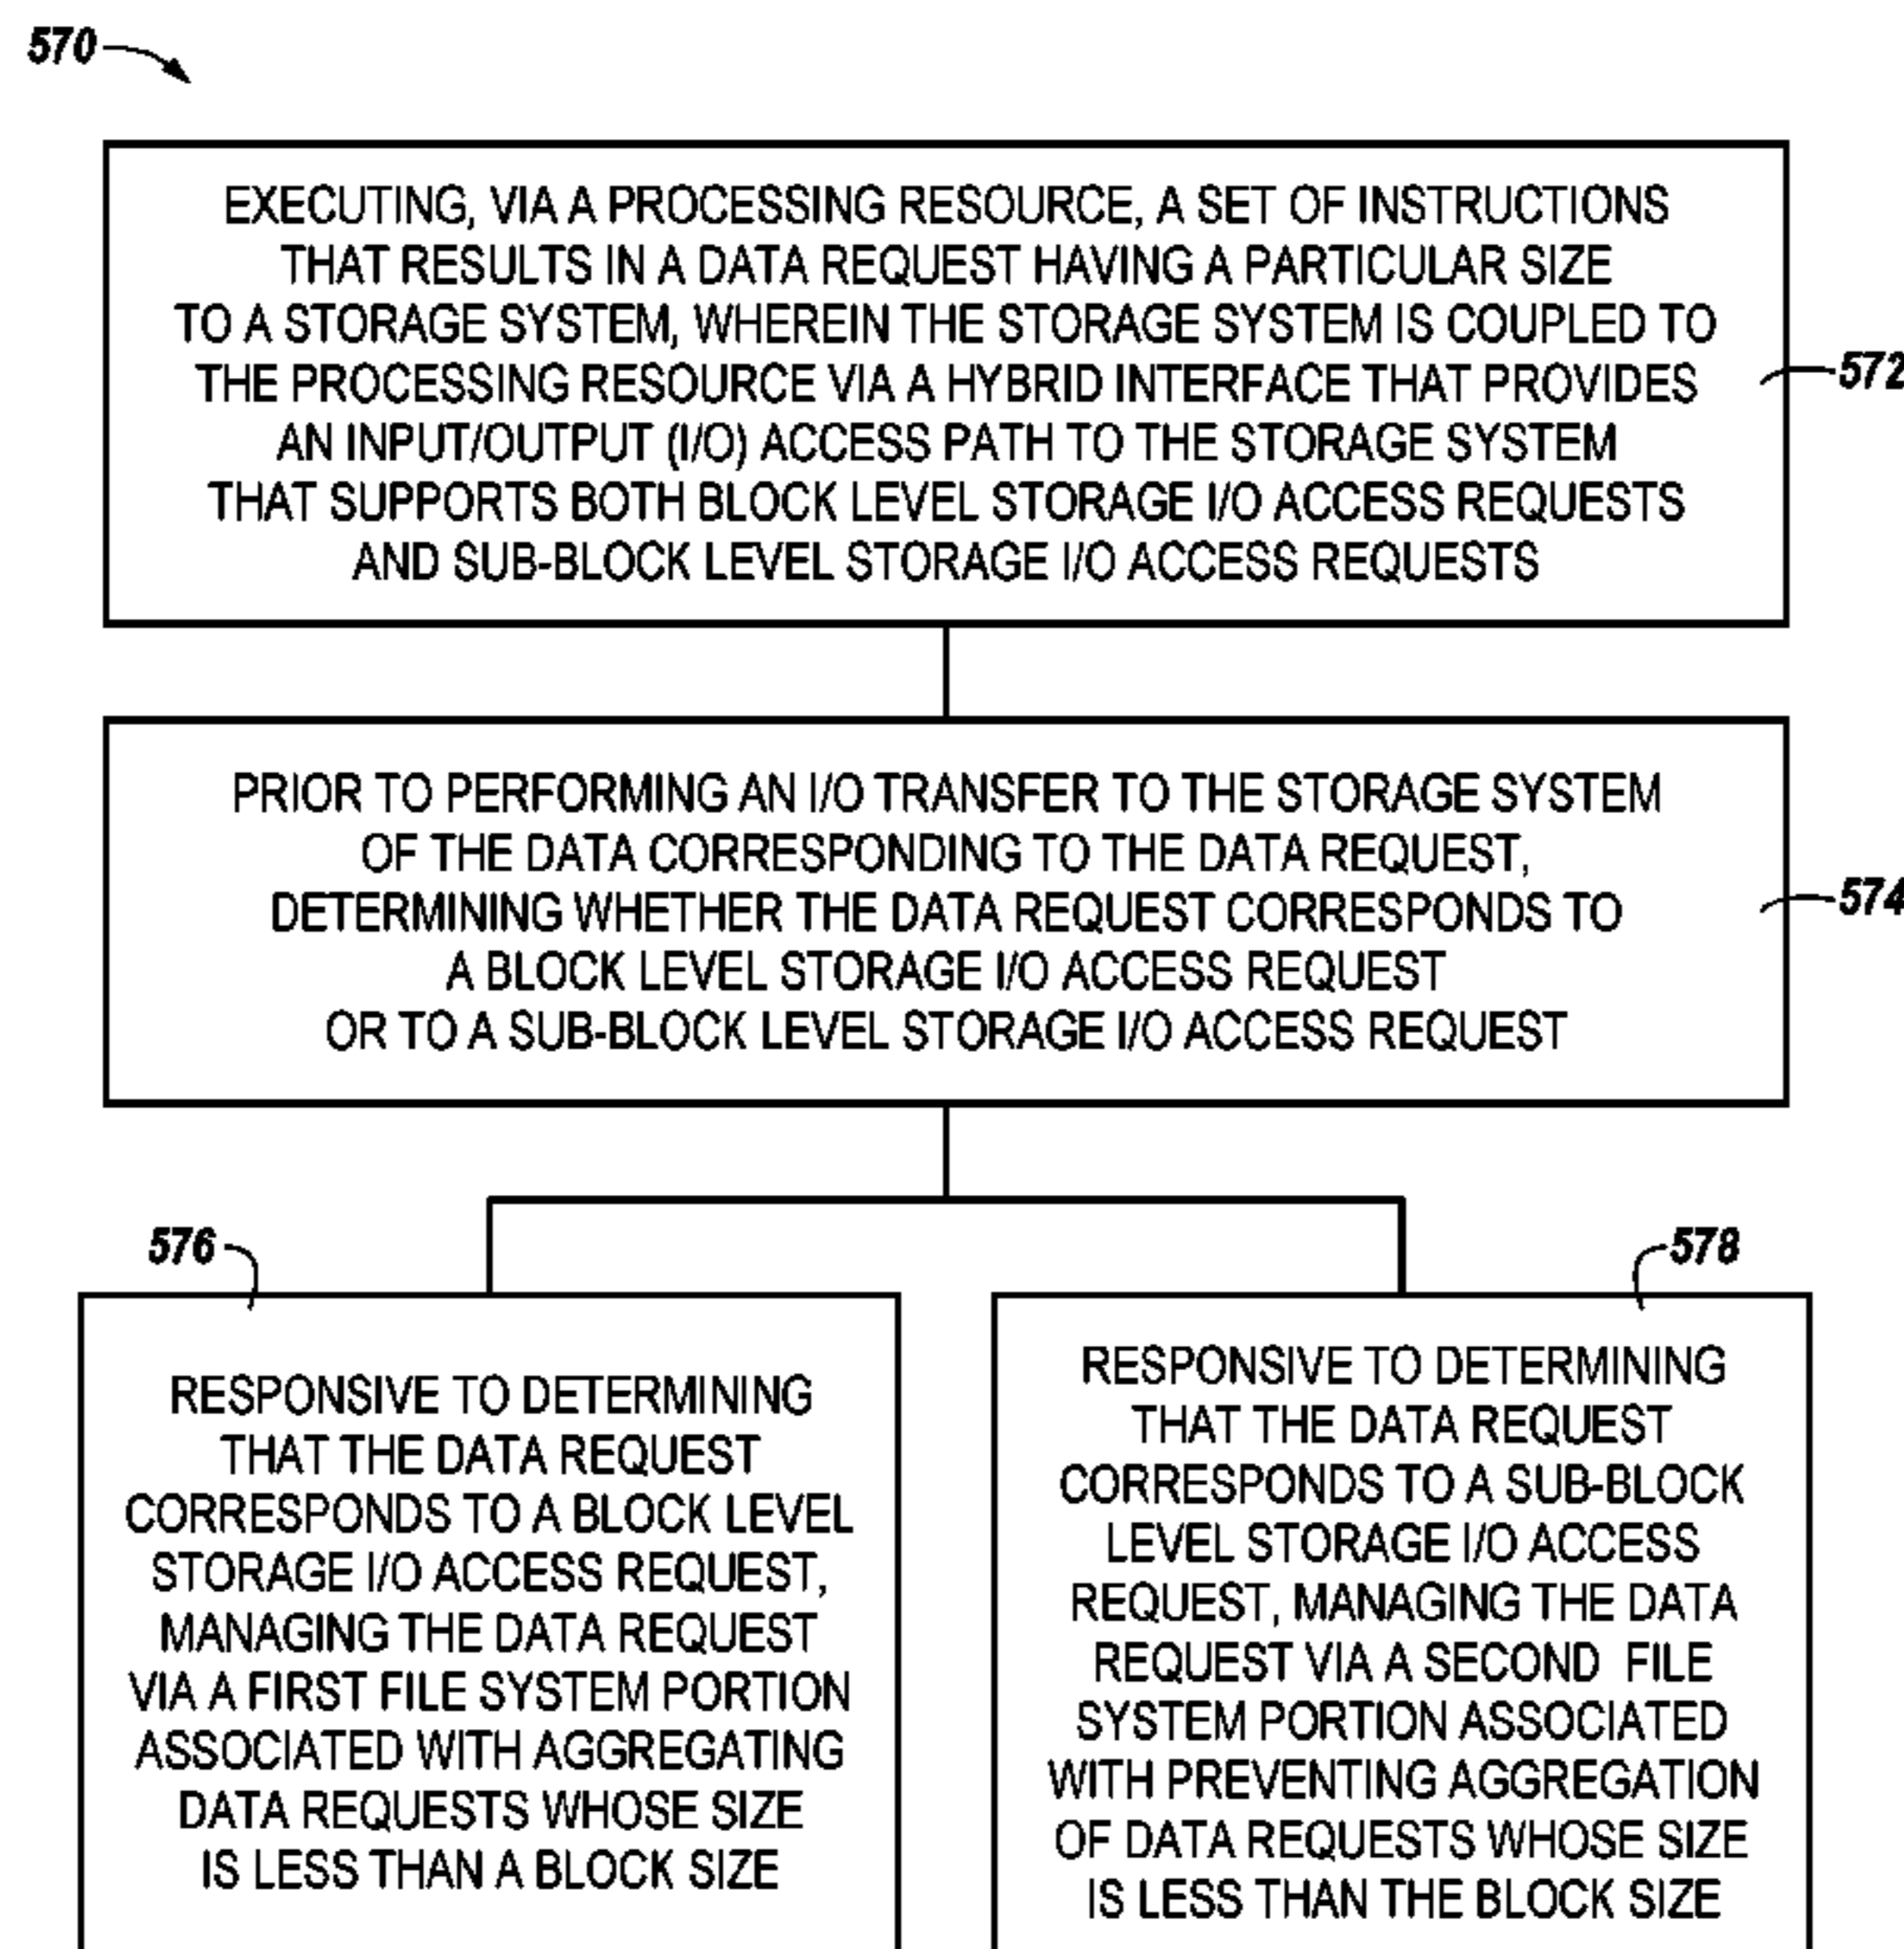 570
EXECUTING, VIA A PROCESSING RESOURCE, A SET OF INSTRUCTIONS
THAT RESULTS IN A DATA REQUEST HAVING A PARTICULAR SIZE
TO A STORAGE SYSTEM, WHEREIN THE STORAGE SYSTEM IS COUPLED TO
THE PROCESSING RESOURCE VIA A HYBRID INTERFACE THAT PROVIDES
AN INPUT/OUTPUT (I/O) ACCESS PATH TO THE STORAGE SYSTEM
THAT SUPPORTS BOTH BLOCK LEVEL STORAGE I/O ACCESS REQUESTS
AND SUB-BLOCK LEVEL STORAGE I/O ACCESS REQUESTS
572
PRIOR TO PERFORMING AN I/O TRANSFER TO THE STORAGE SYSTEM
OF THE DATA CORRESPONDING TO THE DATA REQUEST,
DETERMINING WHETHER THE DATA REQUEST CORRESPONDS TO
A BLOCK LEVEL STORAGE I/O ACCESS REQUEST
OR TO A SUB-BLOCK LEVEL STORAGE I/O ACCESS REQUEST
574
576
RESPONSIVE TO DETERMINING
THAT THE DATA REQUEST
CORRESPONDS TO A BLOCK LEVEL
STORAGE I/O ACCESS REQUEST,
MANAGING THE DATA REQUEST
VIA A FIRST FILE SYSTEM PORTION
ASSOCIATED WITH AGGREGATING
DATA REQUESTS WHOSE SIZE
IS LESS THAN A BLOCK SIZE
578
RESPONSIVE TO DETERMINING
THAT THE DATA REQUEST
CORRESPONDS TO A SUB-BLOCK
LEVEL STORAGE I/O ACCESS
REQUEST, MANAGING THE DATA
REQUEST VIA A SECOND FILE
SYSTEM PORTION ASSOCIATED
WITH PREVENTING AGGREGATION
OF DATA REQUESTS WHOSE SIZE
IS LESS THAN THE BLOCK SIZE